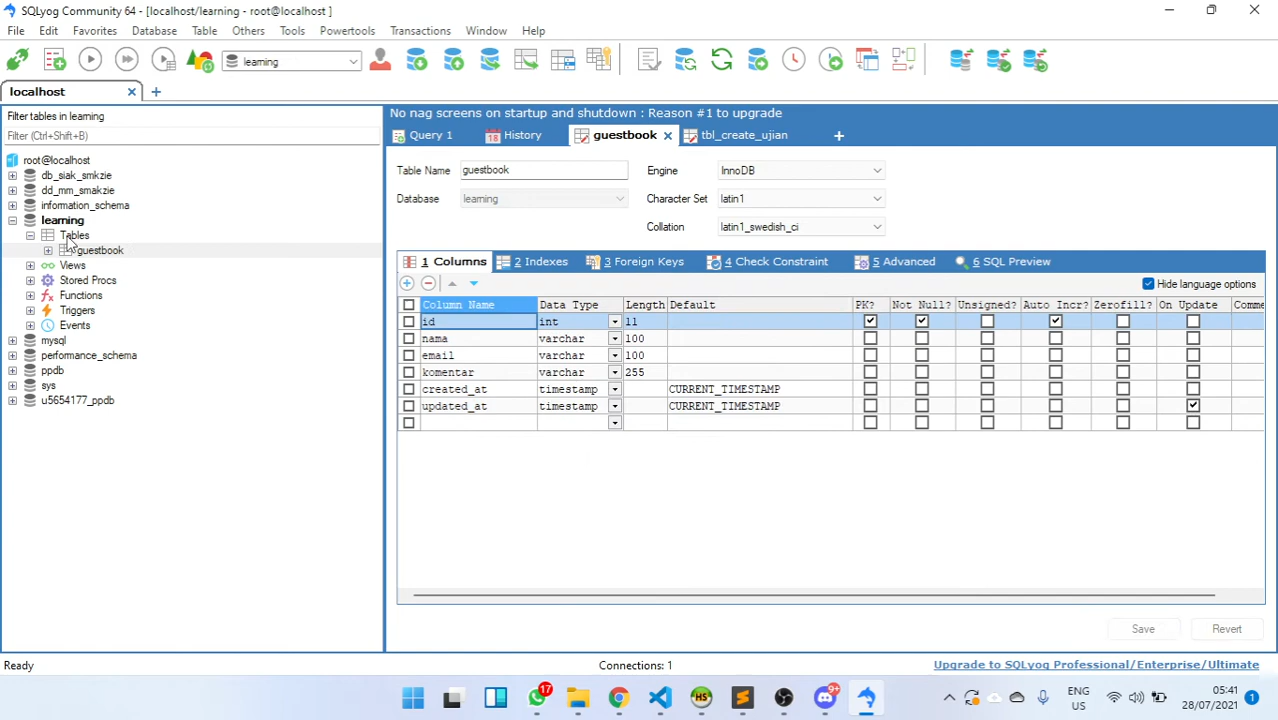 SQLyog Community 64 - [localhost/learning - root@localhost ]
File Edit Favorites Database Table Others Tools Powertools Transactions Window Help
learning
localhost
Filter tables in learning
Filter (Ctrl+Shift+B)
root@localhost
db_siak_smkzie
dd_mm_smakzie
information_schema
learning
Tables
guestbook
Views
Stored Procs
Functions
Triggers
Events
mysql
performance_schema
ppdb
sys
u5654177_ppdb
No nag screens on startup and shutdown : Reason #1 to upgrade
Query 1 18 History guestbook tbl_create_ujian
Table Name guestbook Engine InnoDB
Database learning Character Set latin1
Collation latin1_swedish_ci
1 Columns 2 Indexes 3 Foreign Keys 4 Check Constraint 5 Advanced 6 SQL Preview
Hide language options
Column Name Data Type Length Default PK? Not Null? Unsigned? Auto Incr? Zerofill? On Update Comme
id int 11
nama varchar 100
email varchar 100
komentar varchar 255
created_at timestamp CURRENT_TIMESTAMP
updated_at timestamp CURRENT_TIMESTAMP
Save Revert
Ready Connections: 1 Upgrade to SQLyog Professional/Enterprise/Ultimate
17 HS 9+ ENG 05:41
US 28/07/2021 1